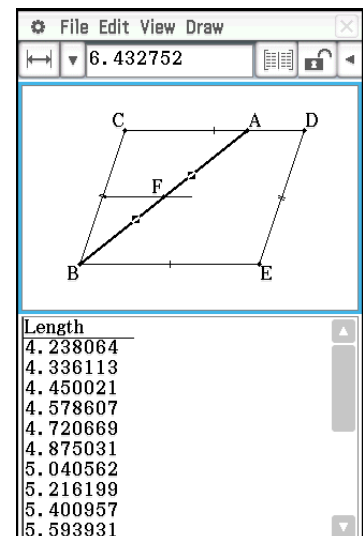 File Edit View Draw
6.432752
C A D
F
B E
Length
4.238064
4.336113
4.450021
4.578607
4.720669
4.875031
5.040562
5.216199
5.400957
5.593931